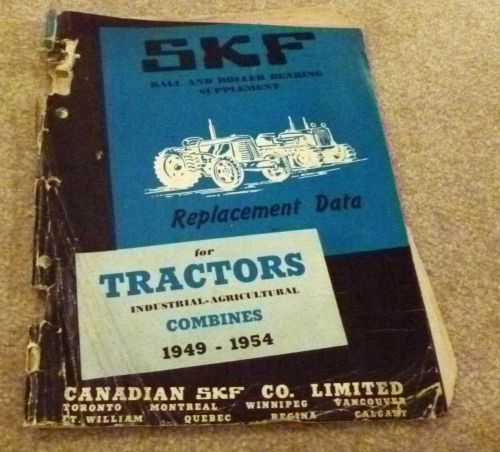 SKF
BALL AND ROLLER BEARING
SUPPLEMENT
Replacement Data
for
TRACTORS
INDUSTRIAL-AGRICULTURAL
COMBINES
1949 - 1954
CANADIAN SKF CO. LIMITED
TORONTO MONTREAL WINNIPEG VANCOUVER
FT. WILLIAM QUEBEC REGINA CALGARY